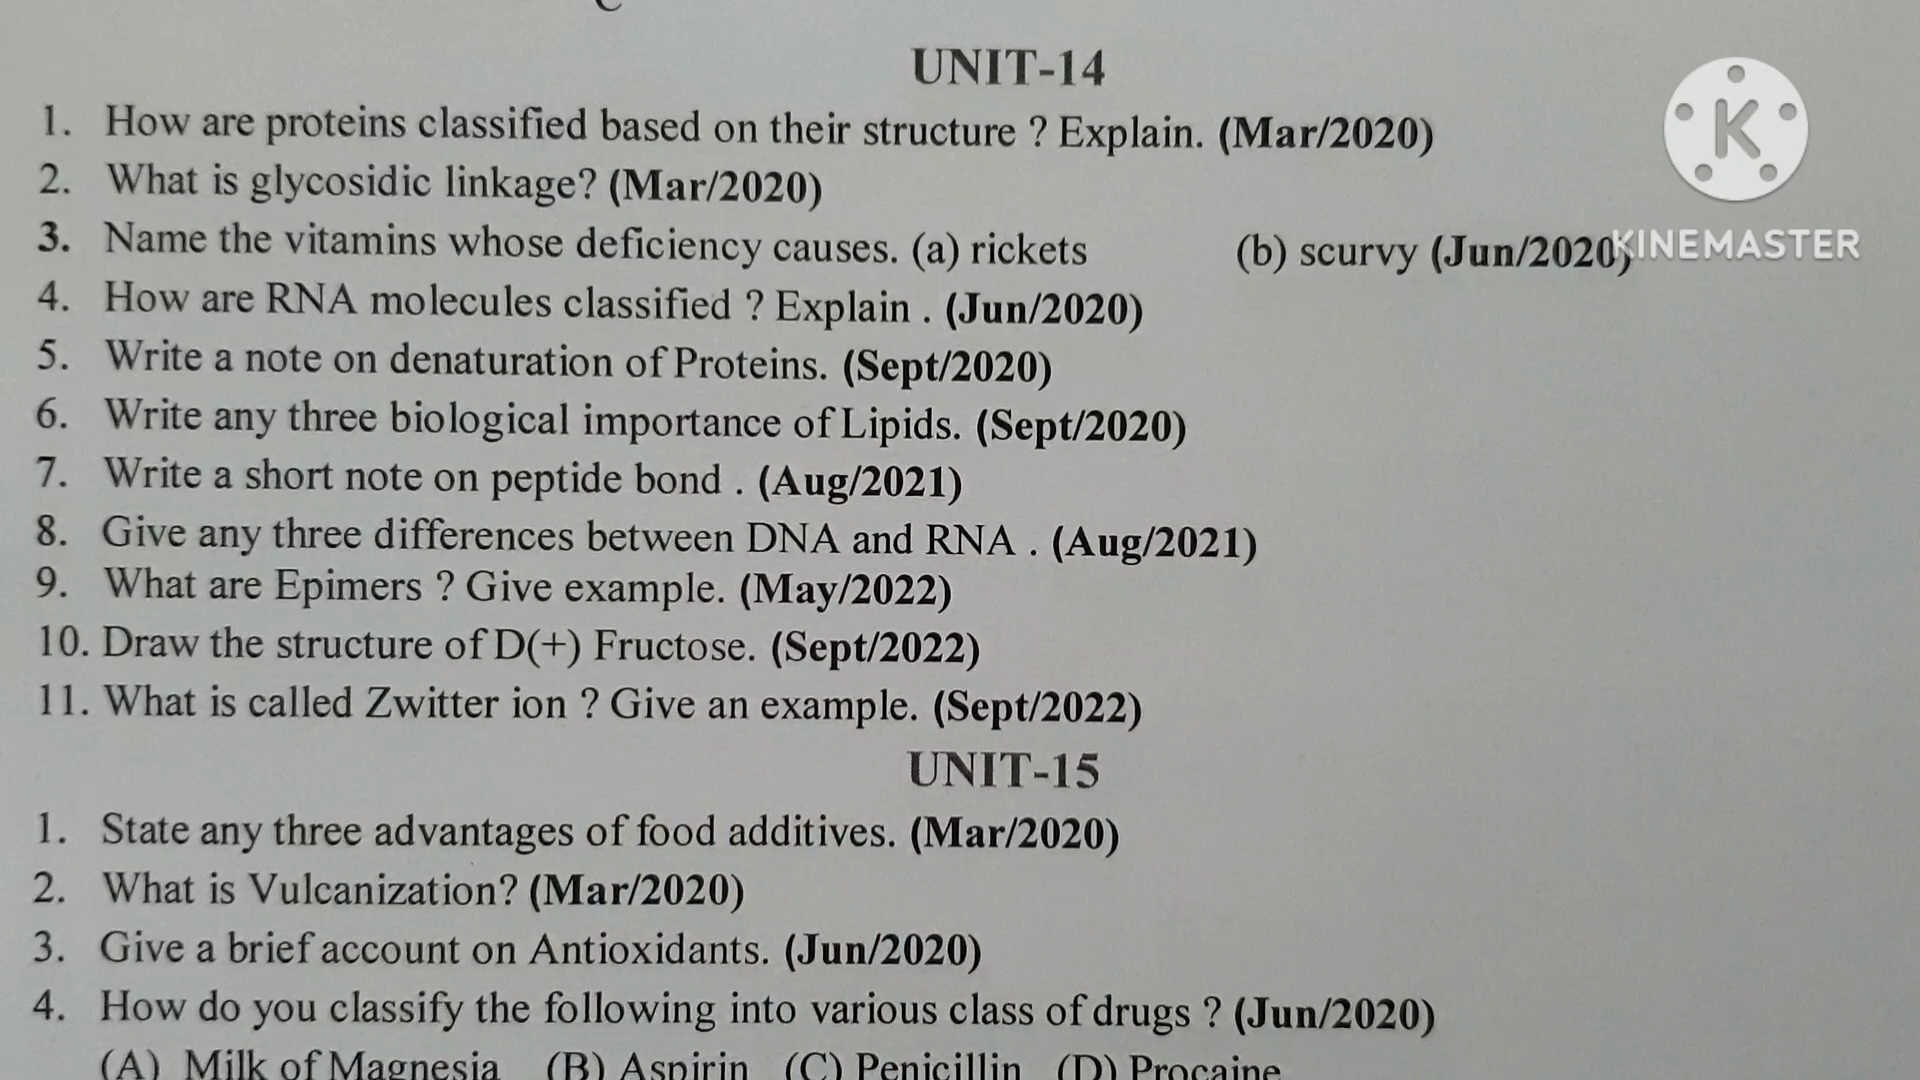 UNIT-14
1. How are proteins classified based on their structure ? Explain. (Mar/2020)
2. What is glycosidic linkage? (Mar/2020)
3. Name the vitamins whose deficiency causes. (a) rickets (b) scurvy (Jun/2020)
KINEMASTER
4. How are RNA molecules classified ? Explain . (Jun/2020)
5. Write a note on denaturation of Proteins. (Sept/2020)
6. Write any three biological importance of Lipids. (Sept/2020)
7. Write a short note on peptide bond . (Aug/2021)
8. Give any three differences between DNA and RNA . (Aug/2021)
9. What are Epimers ? Give example. (May/2022)
10. Draw the structure of D(+) Fructose. (Sept/2022)
11. What is called Zwitter ion ? Give an example. (Sept/2022)
UNIT-15
1. State any three advantages of food additives. (Mar/2020)
2. What is Vulcanization? (Mar/2020)
3. Give a brief account on Antioxidants. (Jun/2020)
4. How do you classify the following into various class of drugs ? (Jun/2020)
(A) Milk of Magnesia (B) Aspirin (C) Penicillin (D) Procaine